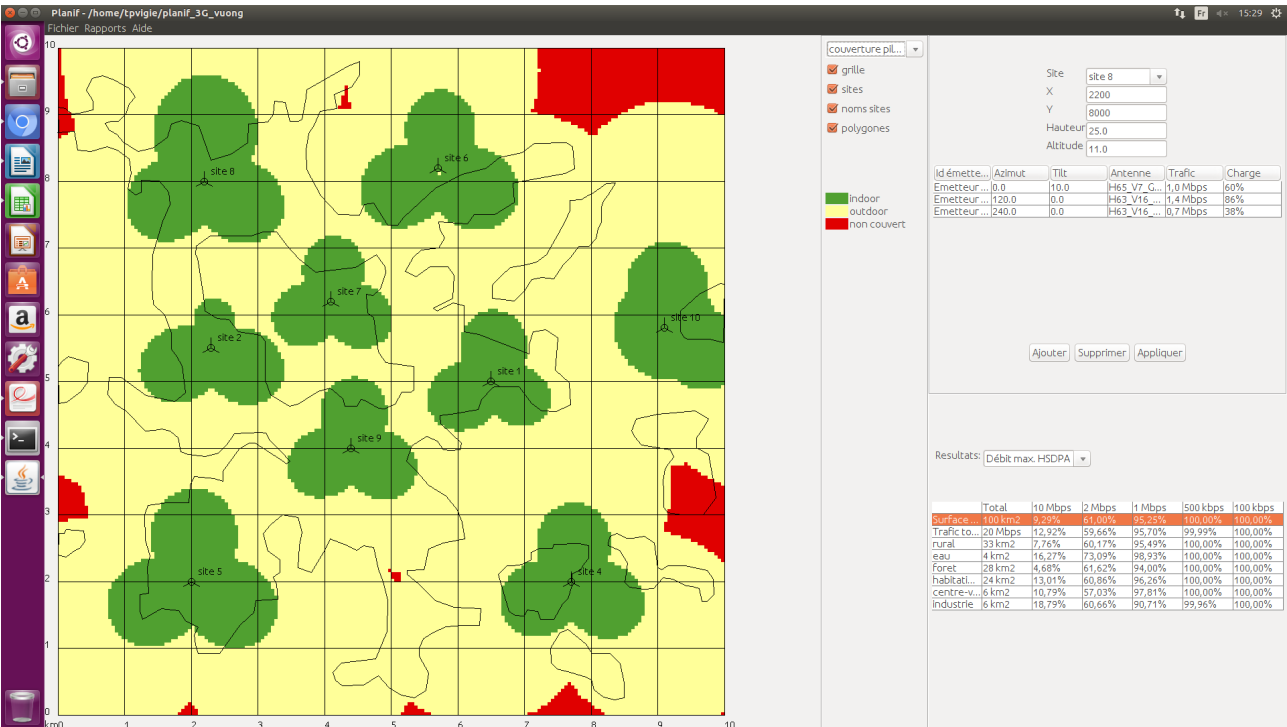 Planif - /home/tpvigie/planif_3G_vuong
Fr
15:29
Fichier Rapports Aide
couverture pil...
grille
sites
noms sites
polygones
indoor
outdoor
non couvert
10
9
8
7
6
5
4
3
2
1
0
km0 1 2 3 4 5 6 7 8 9 10
site 6
site 8
site 7
site 10
site 2
site 1
site 9
site 5
site 4
Site site 8
X 2200
Y 8000
Hauteur 25.0
Altitude 11.0
Id émette... Azimut Tilt Antenne Trafic Charge
Emetteur ... 0.0 10.0 H65_V7_G... 1,0 Mbps 60%
Emetteur ... 120.0 0.0 H63_V16_... 1,4 Mbps 86%
Emetteur ... 240.0 0.0 H63_V16_... 0,7 Mbps 38%
Ajouter Supprimer Appliquer
Resultats: Débit max. HSDPA
Total 10 Mbps 2 Mbps 1 Mbps 500 kbps 100 kbps
Surface ... 100 km2 9,29% 61,00% 95,25% 100,00% 100,00%
Trafic to... 20 Mbps 12,92% 59,66% 95,70% 99,99% 100,00%
rural 33 km2 7,76% 60,17% 95,49% 100,00% 100,00%
eau 4 km2 16,27% 73,09% 98,93% 100,00% 100,00%
foret 28 km2 4,68% 61,62% 94,00% 100,00% 100,00%
habitati... 24 km2 13,01% 60,86% 96,26% 100,00% 100,00%
centre-v... 6 km2 10,79% 57,03% 97,81% 100,00% 100,00%
industrie 6 km2 18,79% 60,66% 90,71% 99,96% 100,00%